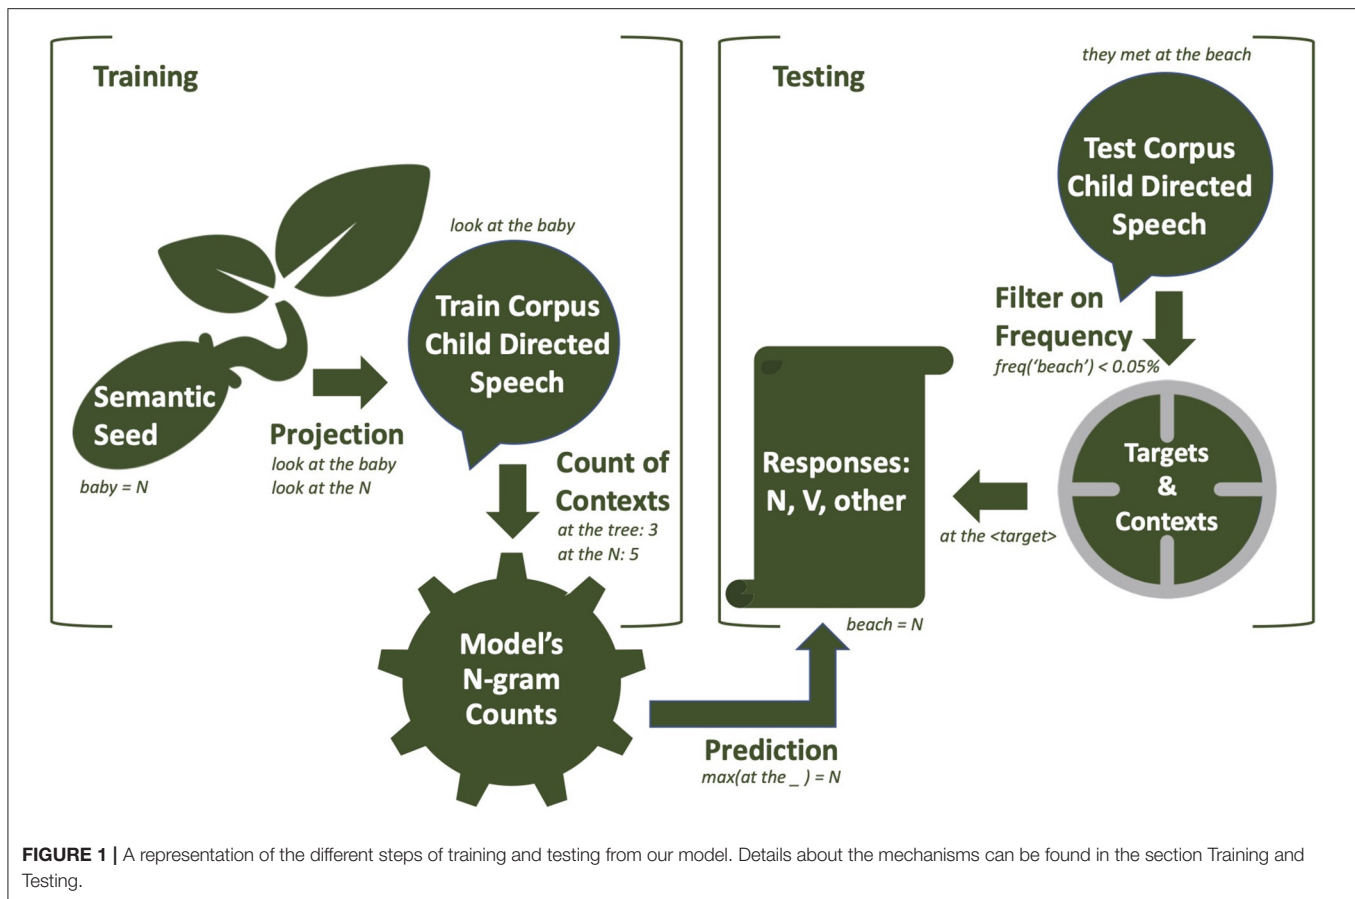 Training
look at the baby
Train Corpus
Child Directed
Speech
Semantic
Seed
baby = N
Projection
look at the baby
look at the N
Count of
Contexts
at the tree: 3
at the N: 5
Model's
N-gram
Counts
Prediction
max(at the _ ) = N
Testing
they met at the beach
Test Corpus
Child Directed
Speech
Filter on
Frequency
freq('beach') < 0.05%
Targets
&
Contexts
at the <target>
Responses:
N, V, other
beach = N
FIGURE 1 | A representation of the different steps of training and testing from our model. Details about the mechanisms can be found in the section Training and
Testing.